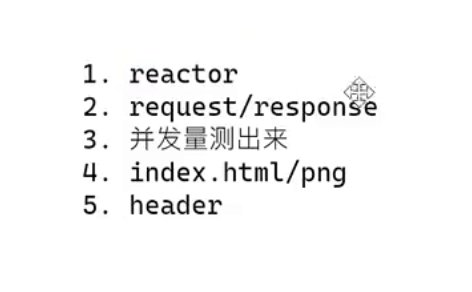 1. reactor
2. request/response
3. 并发量测出来
4. index.html/png
5. header